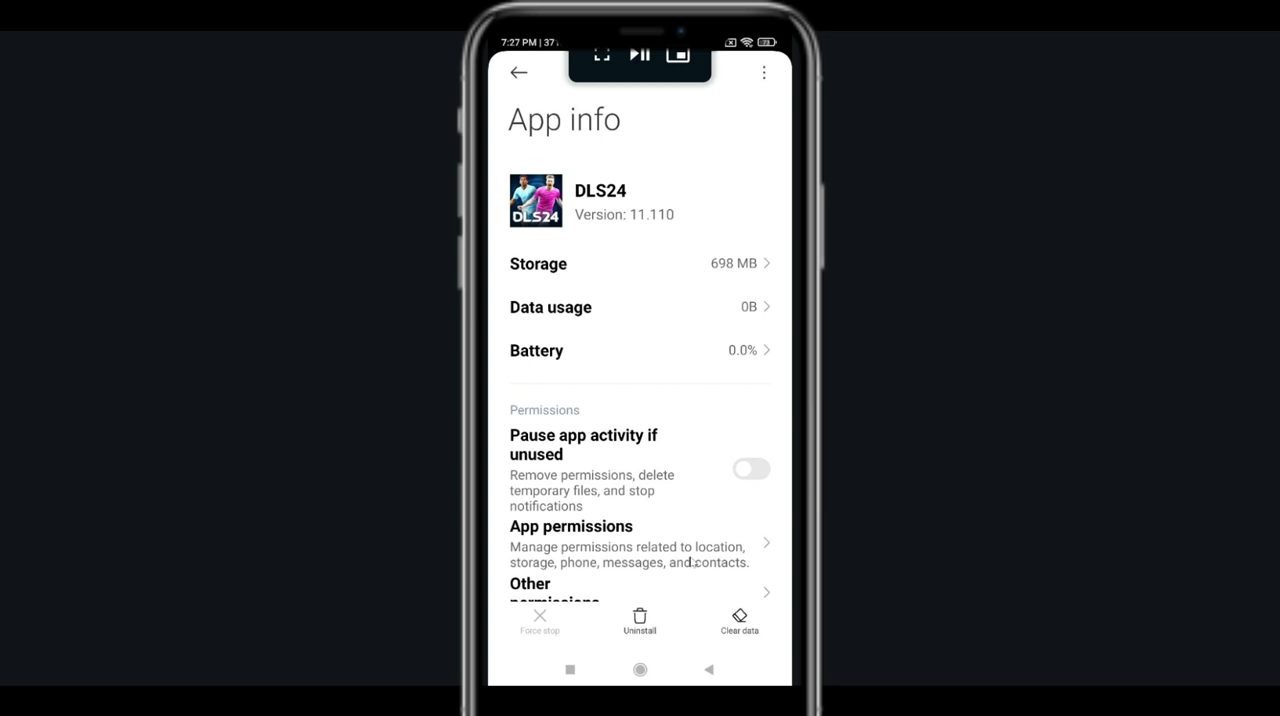 7:27 PM | 37
73
App info
DLS24
DLS24
Version: 11.110
Storage
698 MB
Data usage
0B
Battery
0.0%
Permissions
Pause app activity if
unused
Remove permissions, delete
temporary files, and stop
notifications
App permissions
Manage permissions related to location,
storage, phone, messages, and contacts.
Other
permissions
Force stop
Uninstall
Clear data